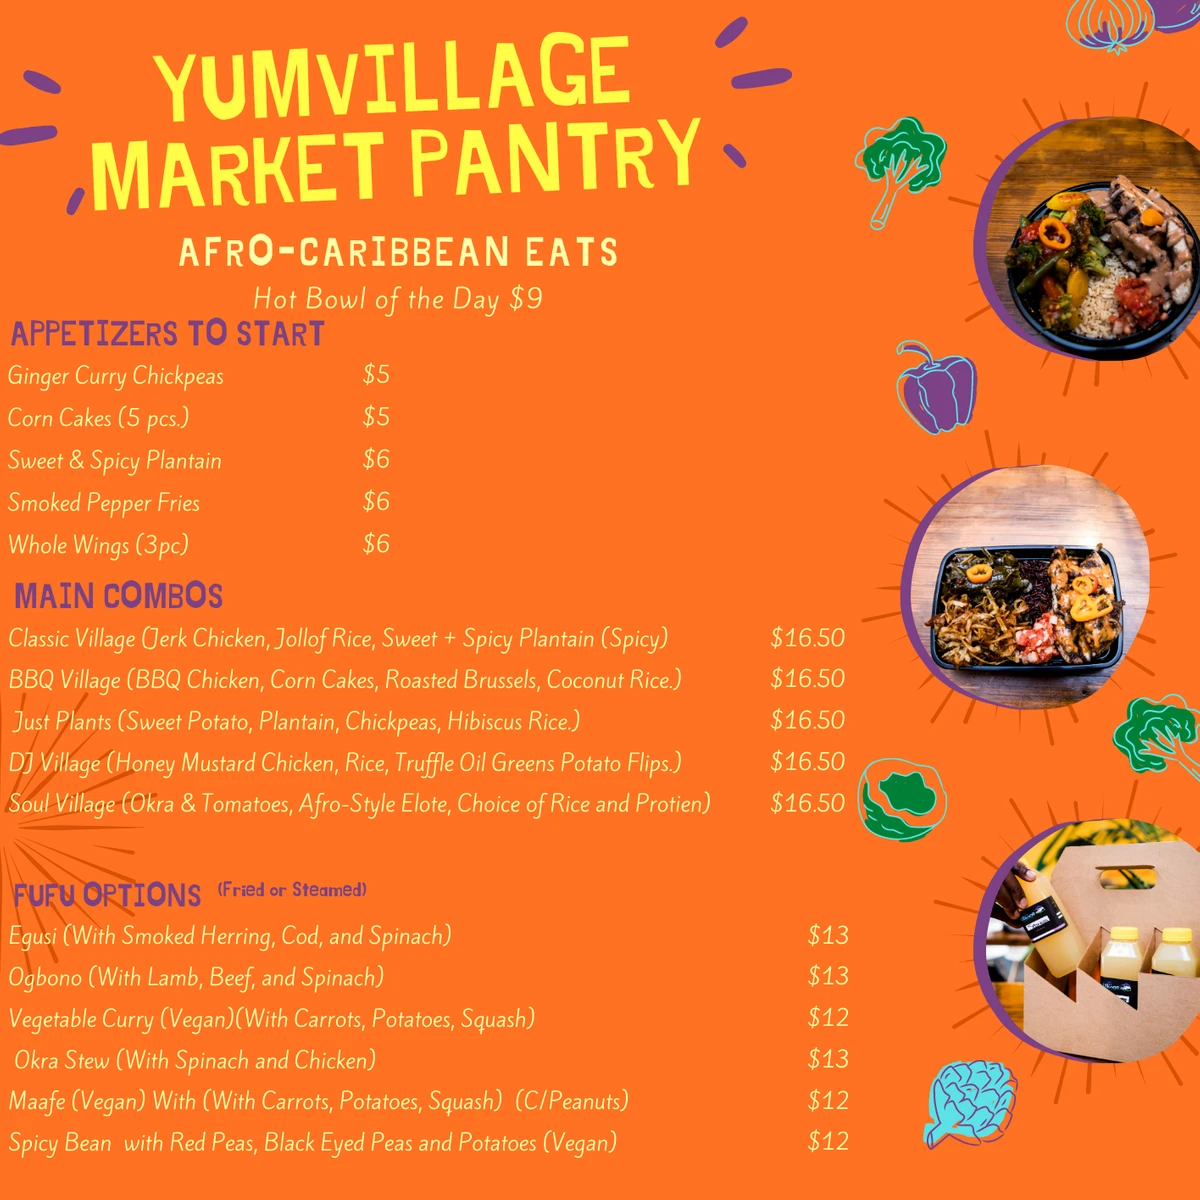 YUMVILLAGE
MARKET PANTRY
AFRO-CARIBBEAN EATS
Hot Bowl of the Day $9
APPETIZERS TO START
Ginger Curry Chickpeas $5
Corn Cakes (5 pcs.) $5
Sweet & Spicy Plantain $6
Smoked Pepper Fries $6
Whole Wings (3pc) $6
MAIN COMBOS
Classic Village (Jerk Chicken, Jollof Rice, Sweet + Spicy Plantain (Spicy) $16.50
BBQ Village (BBQ Chicken, Corn Cakes, Roasted Brussels, Coconut Rice.) $16.50
Just Plants (Sweet Potato, Plantain, Chickpeas, Hibiscus Rice.) $16.50
DJ Village (Honey Mustard Chicken, Rice, Truffle Oil Greens Potato Flips.) $16.50
Soul Village (Okra & Tomatoes, Afro-Style Elote, Choice of Rice and Protien) $16.50
FUFU OPTIONS (Fried or Steamed)
Egusi (With Smoked Herring, Cod, and Spinach) $13
Ogbono (With Lamb, Beef, and Spinach) $13
Vegetable Curry (Vegan)(With Carrots, Potatoes, Squash) $12
Okra Stew (With Spinach and Chicken) $13
Maafe (Vegan) With (With Carrots, Potatoes, Squash) (C/Peanuts) $12
Spicy Bean with Red Peas, Black Eyed Peas and Potatoes (Vegan) $12